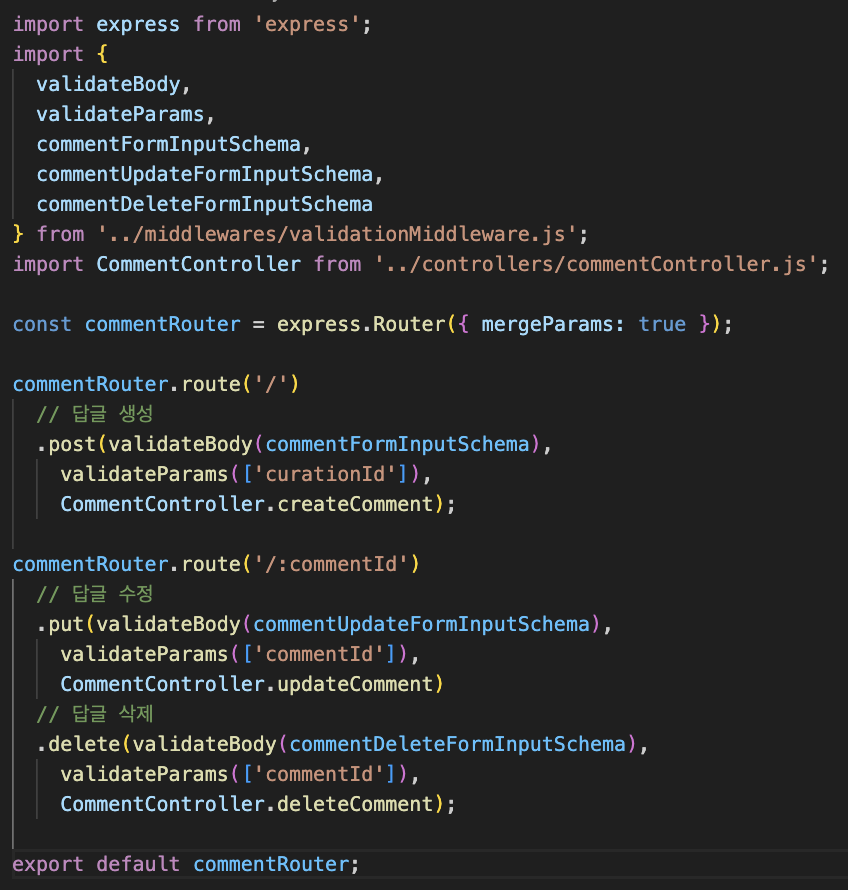 import express from 'express';
import {
  validateBody,
  validateParams,
  commentFormInputSchema,
  commentUpdateFormInputSchema,
  commentDeleteFormInputSchema
} from '../middlewares/validationMiddleware.js';
import CommentController from '../controllers/commentController.js';

const commentRouter = express.Router({ mergeParams: true });

commentRouter.route('/')
  // 답글 생성
  .post(validateBody(commentFormInputSchema),
    validateParams(['curationId']),
    CommentController.createComment);

commentRouter.route('/:commentId')
  // 답글 수정
  .put(validateBody(commentUpdateFormInputSchema),
    validateParams(['commentId']),
    CommentController.updateComment)
  // 답글 삭제
  .delete(validateBody(commentDeleteFormInputSchema),
    validateParams(['commentId']),
    CommentController.deleteComment);

export default commentRouter;